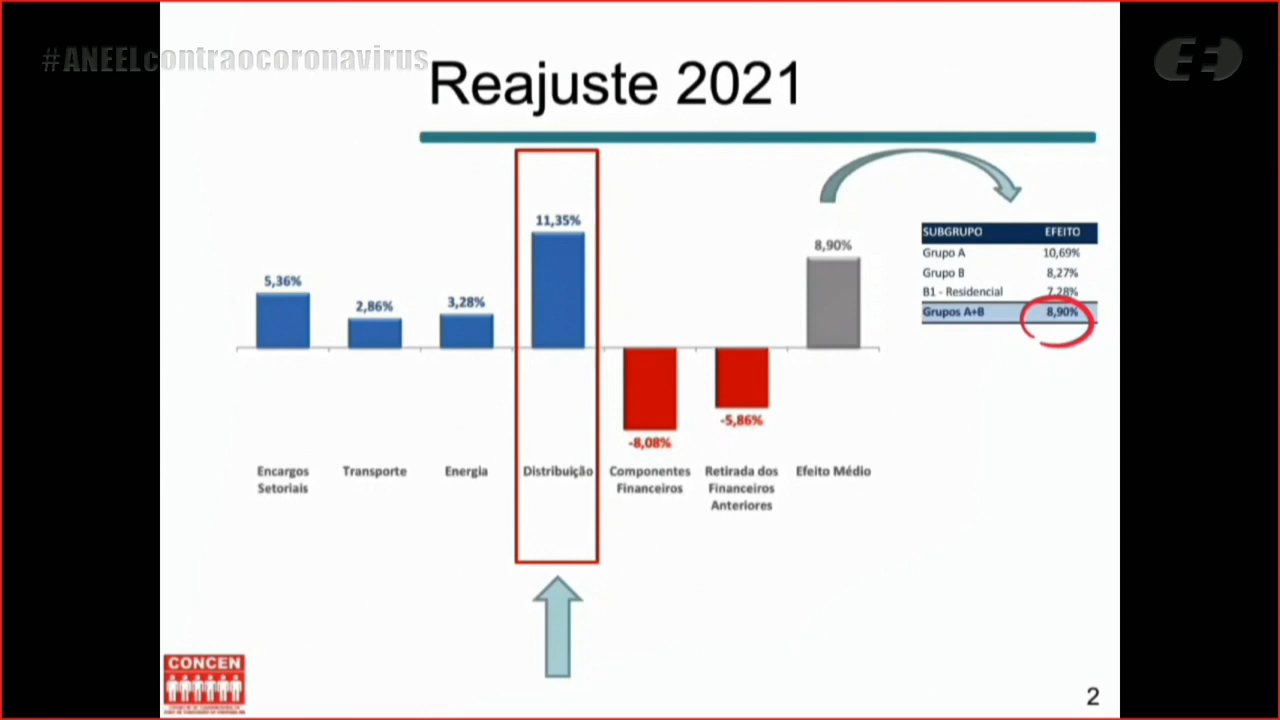 #ANEELcontraocoronavirus
Reajuste 2021
11,35%
8,90%
5,36%
2,86%
3,28%
-8,08%
-5,86%
Encargos
Setoriais
Transporte
Energia
Distribuição
Componentes
Financeiros
Retirada dos
Financeiros
Anteriores
Efeito Médio
SUBGRUPO EFEITO
Grupo A 10,69%
Grupo B 8,27%
B1 - Residencial 7,28%
Grupos A+B 8,90%
CONCEN
2